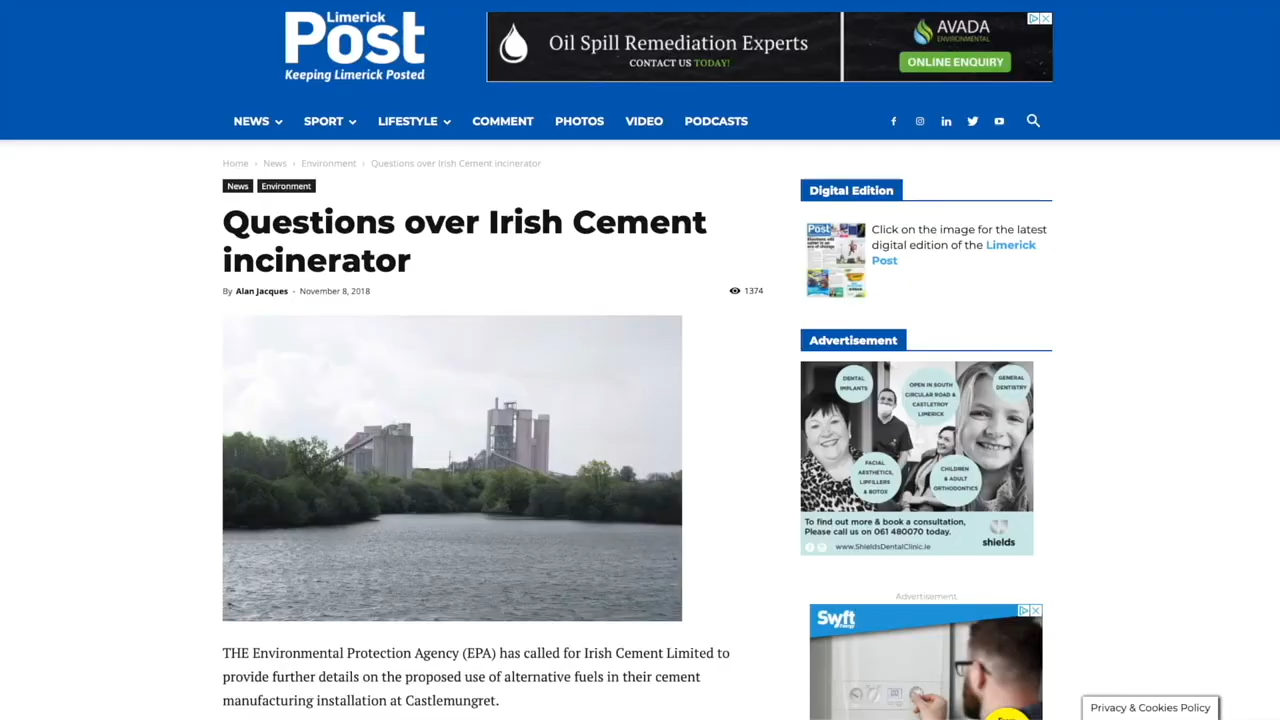 Limerick
Post
Keeping Limerick Posted
Oil Spill Remediation Experts
CONTACT US TODAY!
AVADA
ENVIRONMENTAL
ONLINE ENQUIRY
NEWS SPORT LIFESTYLE COMMENT PHOTOS VIDEO PODCASTS
Home › News › Environment › Questions over Irish Cement incinerator
News Environment
Questions over Irish Cement
incinerator
By Alan Jacques - November 8, 2018
1374
THE Environmental Protection Agency (EPA) has called for Irish Cement Limited to
provide further details on the proposed use of alternative fuels in their cement
manufacturing installation at Castlemungret.
Digital Edition
Post
Click on the image for the latest
digital edition of the Limerick
Post
Advertisement
DENTAL
IMPLANTS
OPEN IN SOUTH
CIRCULAR ROAD &
CASTLETROY
LIMERICK
GENERAL
DENTISTRY
FACIAL
AESTHETICS,
LIPFILLERS
& BOTOX
CHILDREN
& ADULT
ORTHODONTICS
To find out more & book a consultation,
Please call us on 061 480070 today.
www.ShieldsDentalClinic.ie
shields
Advertisement
Swft
Privacy & Cookies Policy